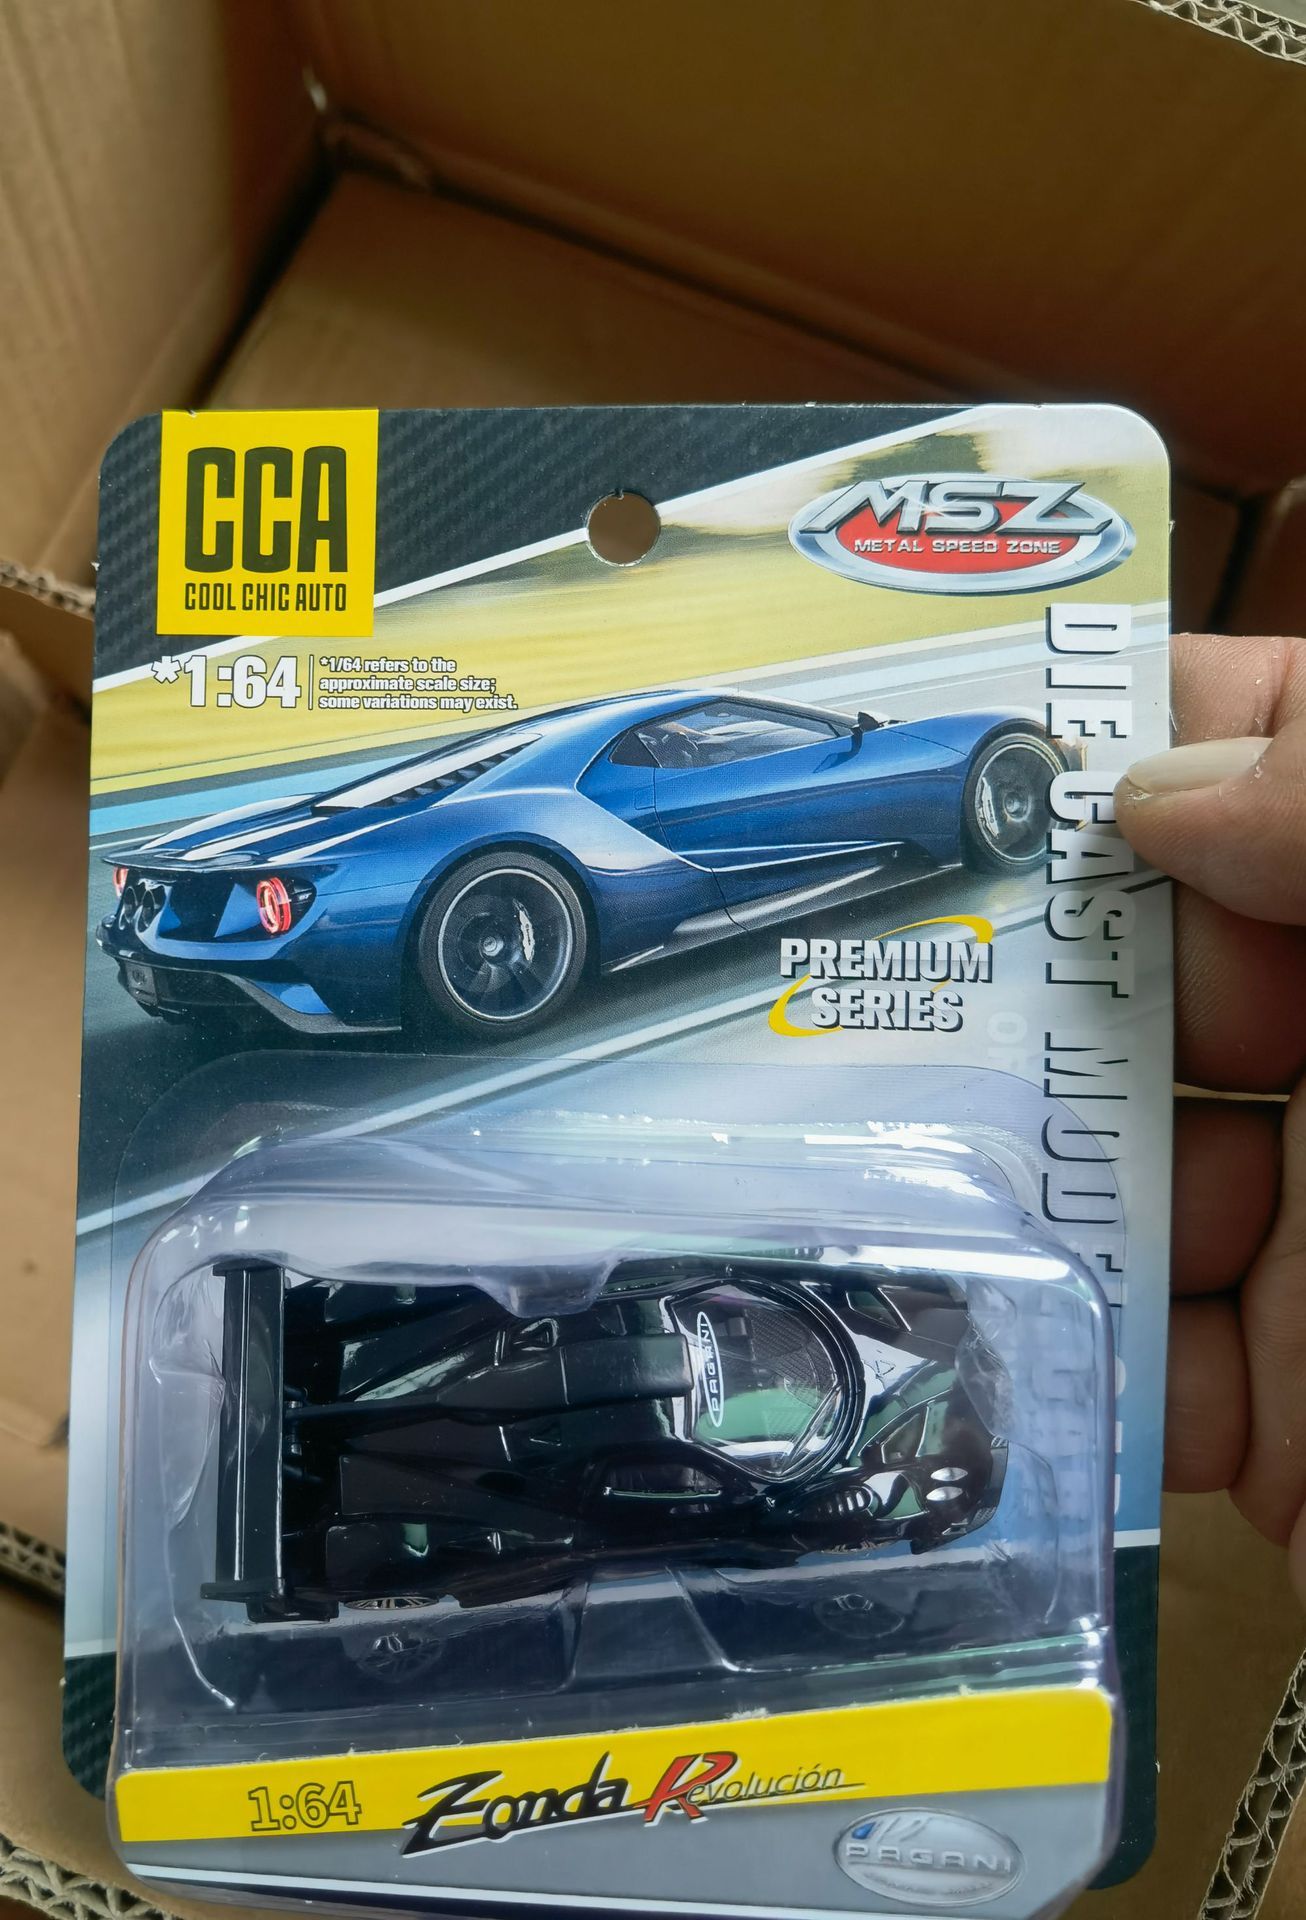 CCA
COOL CHIC AUTO
MSZ
METAL SPEED ZONE
*1:64
*1/64 refers to the
approximate scale size;
some variations may exist.
DIE CAST MODEL
PREMIUM
SERIES
PAGANI
1:64
Zonda Revolución
PAGANI